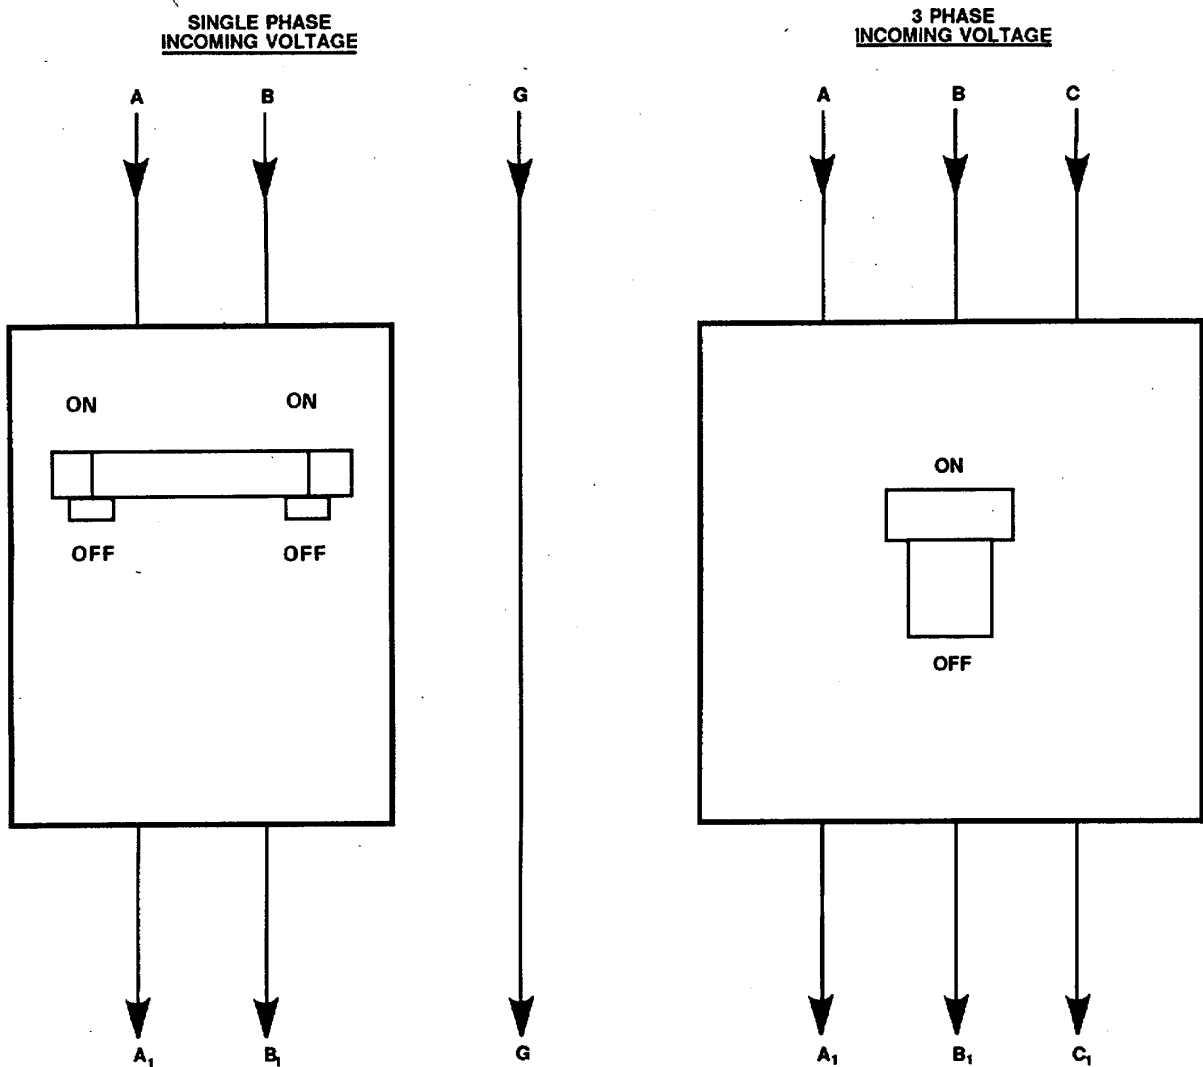 SINGLE PHASE
INCOMING VOLTAGE
3 PHASE
INCOMING VOLTAGE
A B G A B C
ON ON
OFF OFF
ON
OFF
A₁ B₁ G A₁ B₁ C₁